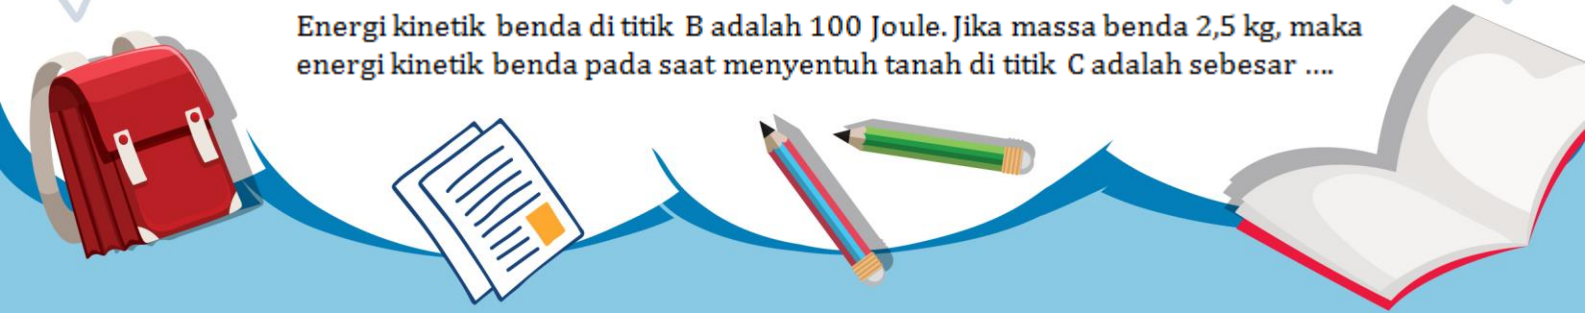 Energi kinetik benda di titik B adalah 100 Joule. Jika massa benda 2,5 kg, maka
energi kinetik benda pada saat menyentuh tanah di titik C adalah sebesar ....